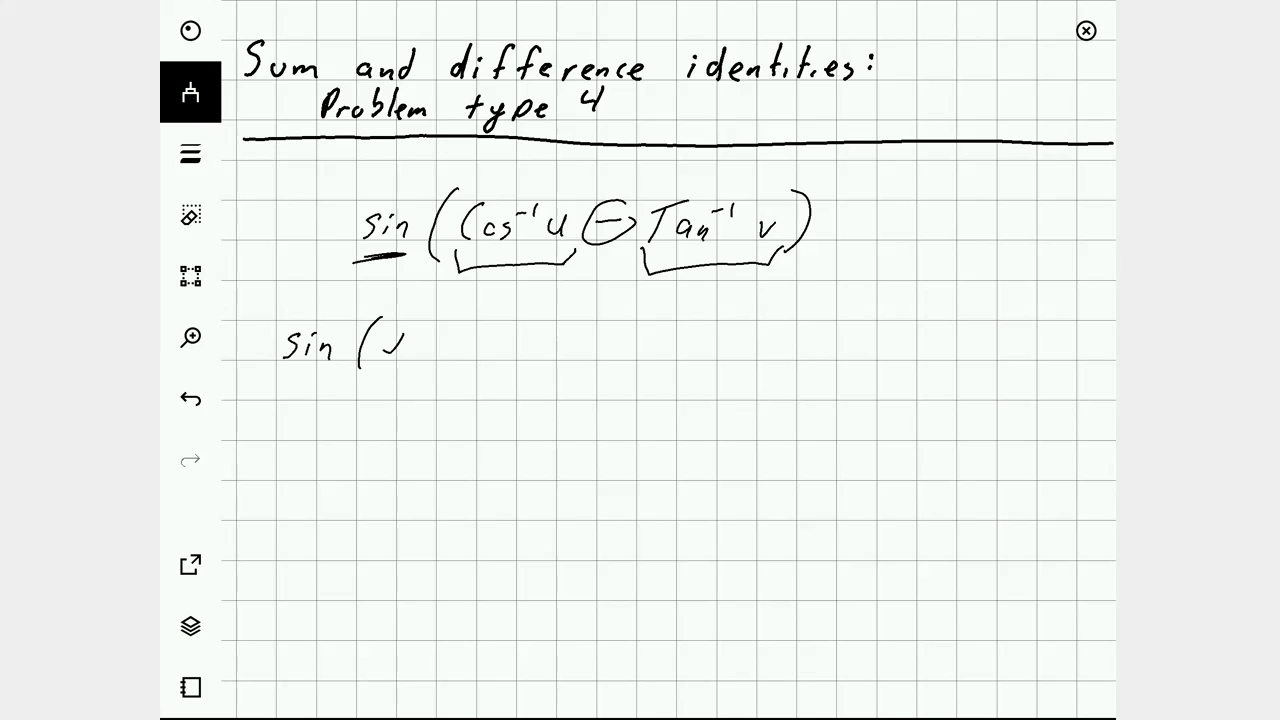 Sum and difference identities:
Problem type 4
sin (Cos⁻¹ u − Tan⁻¹ v)
sin (